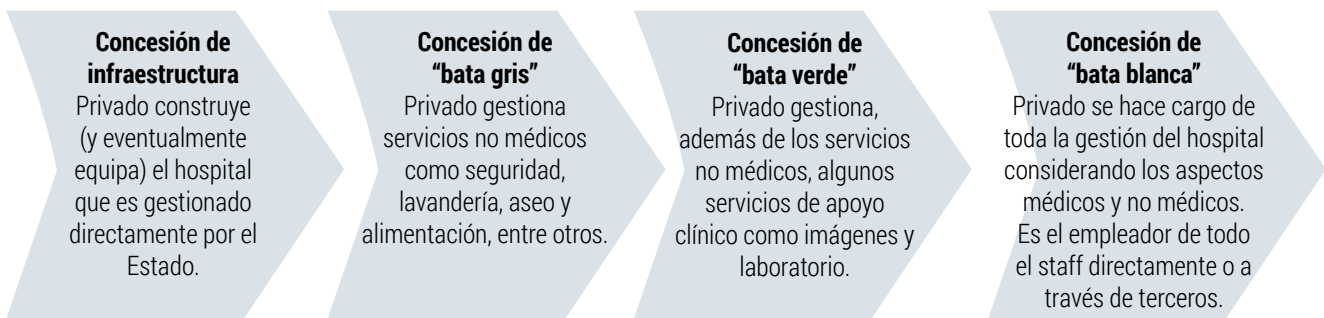 Concesión de
infraestructura
Privado construye
(y eventualmente
equipa) el hospital
que es gestionado
directamente por el
Estado.
Concesión de
“bata gris”
Privado gestiona
servicios no médicos
como seguridad,
lavandería, aseo y
alimentación, entre otros.
Concesión de
“bata verde”
Privado gestiona,
además de los servicios
no médicos, algunos
servicios de apoyo
clínico como imágenes y
laboratorio.
Concesión de
“bata blanca”
Privado se hace cargo de
toda la gestión del hospital
considerando los aspectos
médicos y no médicos.
Es el empleador de todo
el staff directamente o a
través de terceros.